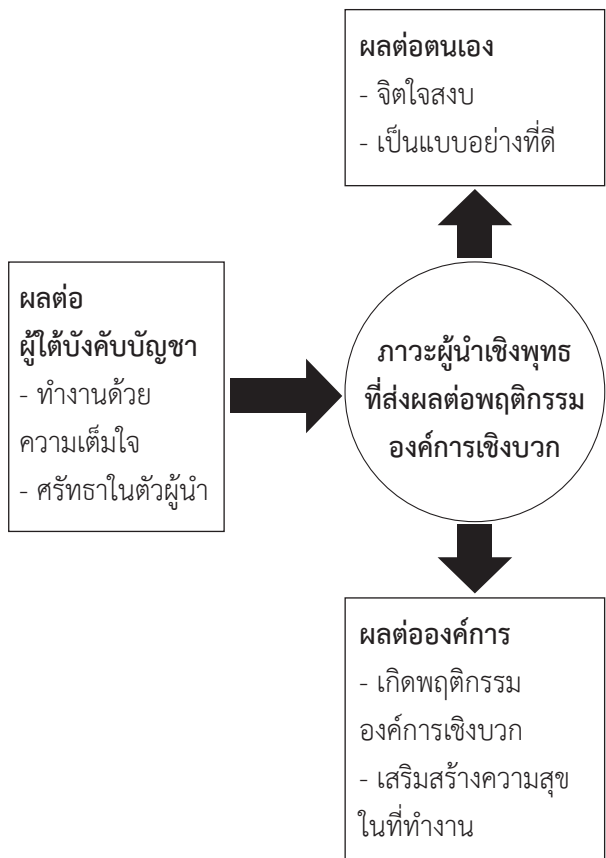 ผลต่อตนเอง
- จิตใจสงบ
- เป็นแบบอย่างที่ดี
ผลต่อ
ผู้ใต้บังคับบัญชา
- ทำงานด้วย
ความเต็มใจ
- ศรัทธาในตัวผู้นำ
ภาวะผู้นำเชิงพุทธ
ที่ส่งผลต่อพฤติกรรม
องค์การเชิงบวก
ผลต่อองค์การ
- เกิดพฤติกรรม
องค์การเชิงบวก
- เสริมสร้างความสุข
ในที่ทำงาน